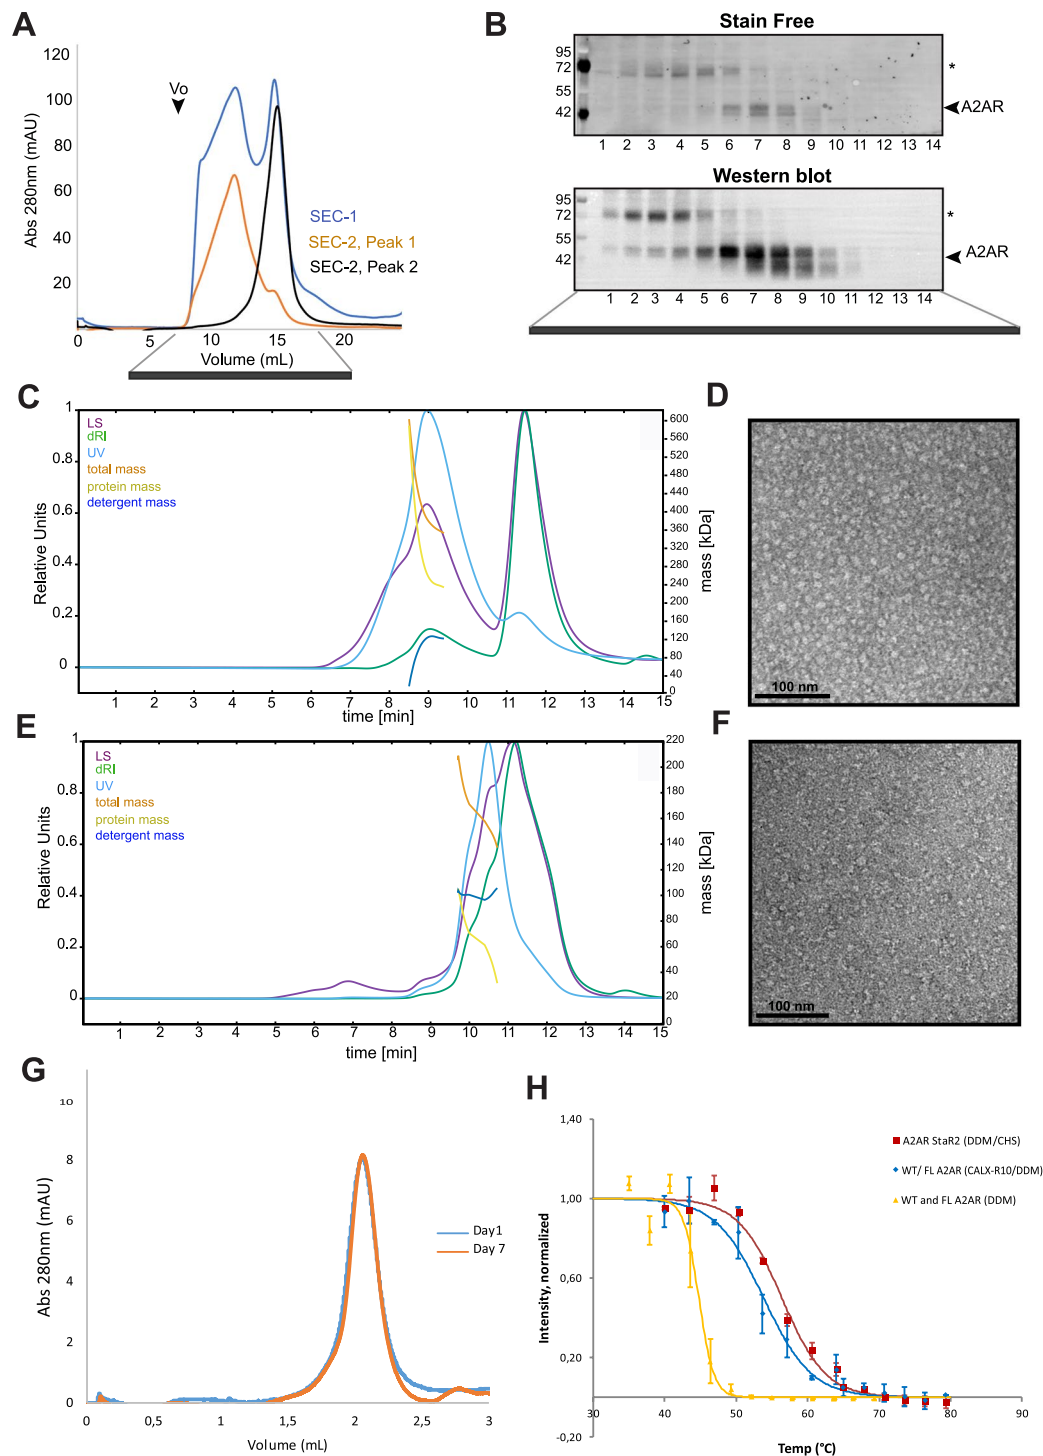 A
120
100
80
60
40
20
0
Abs 280nm (mAU)
Vo
SEC-1
SEC-2, Peak 1
SEC-2, Peak 2
0 5 10 15 20
Volume (mL)
B
Stain Free
95
72
55
42
*
A2AR
1 2 3 4 5 6 7 8 9 10 11 12 13 14
Western blot
95
72
55
42
*
A2AR
1 2 3 4 5 6 7 8 9 10 11 12 13 14
C
LS
dRI
UV
total mass
protein mass
detergent mass
1
0.8
0.6
0.4
0.2
0
Relative Units
600
560
520
480
440
400
360
320
280
240
200
160
120
80
40
0
mass [kDa]
1 2 3 4 5 6 7 8 9 10 11 12 13 14 15
time [min]
D
100 nm
E
LS
dRI
UV
total mass
protein mass
detergent mass
1
0.8
0.6
0.4
0.2
0
Relative Units
220
200
180
160
140
120
100
80
60
40
20
0
mass [kDa]
1 2 3 4 5 6 7 8 9 10 11 12 13 14 15
time [min]
F
100 nm
G
10
8
6
4
2
0
Abs 280nm (mAU)
Day1
Day 7
0 0,5 1 1,5 2 2,5 3
Volume (mL)
H
1,40
1,00
0,60
0,20
-0,20
Intensity, normalized
A2AR StaR2 (DDM/CHS)
WT/ FL A2AR (CALX-R10/DDM)
WT and FL A2AR (DDM)
30 40 50 60 70 80 90
Temp (°C)